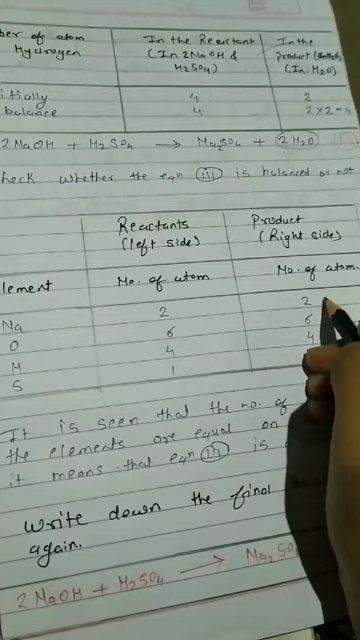 ber of atom In the Reactant In the
Hydrogen (In 2NaOH & Product
H2SO4) (In H2O)
itially 4 2
balance 4 2×2=4
2NaOH + H2SO4 → Na2SO4 + 2H2O
heck whether the eqn (iii) is balanced or not
Reactants Product
(left side) (Right side)
lement No. of atom No. of atom
Na 2 2
O 6 6
H 4 4
S 1
It is seen that the no. of
the elements are equal on
it means that eqn (iii) is
Write down the final
again.
2 NaOH + H2SO4 → Na2SO